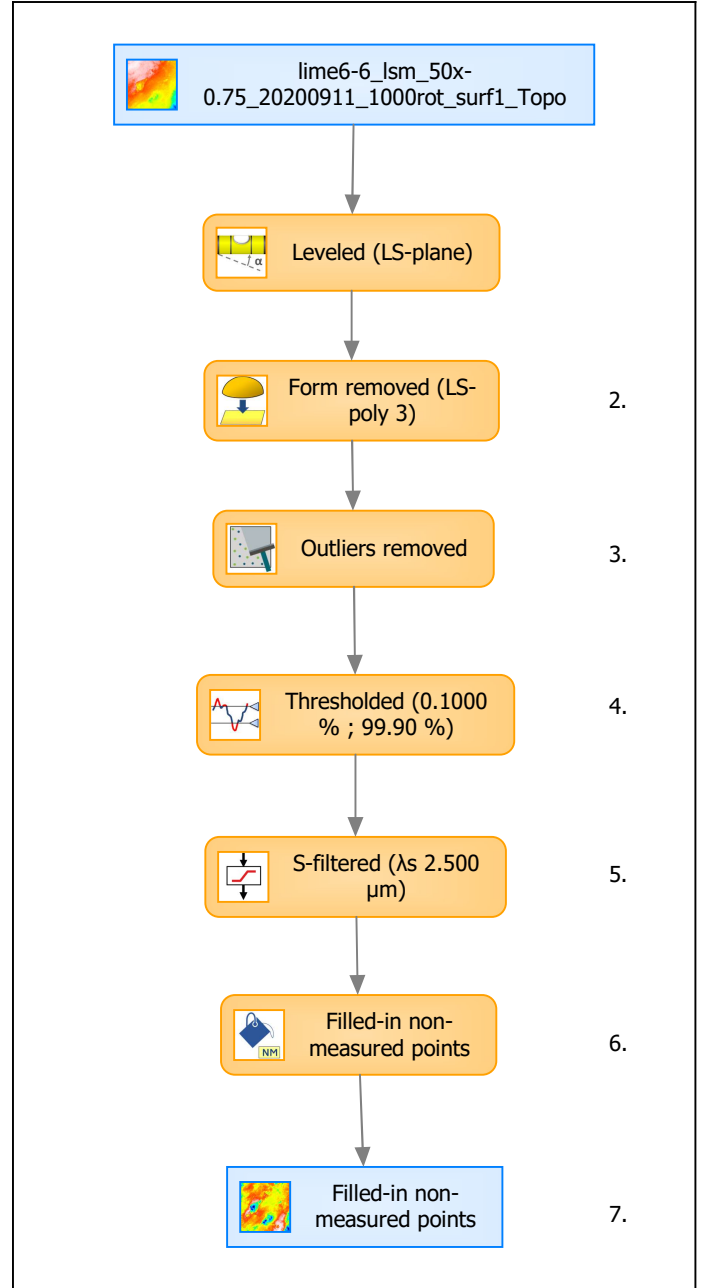 lime6-6_lsm_50x-
0.75_20200911_1000rot_surf1_Topo
α
Leveled (LS-plane)
Form removed (LS-
poly 3)
2.
Outliers removed
3.
Thresholded (0.1000
% ; 99.90 %)
4.
S-filtered (λs 2.500
µm)
5.
Filled-in non-
measured points
NM
6.
Filled-in non-
measured points
7.